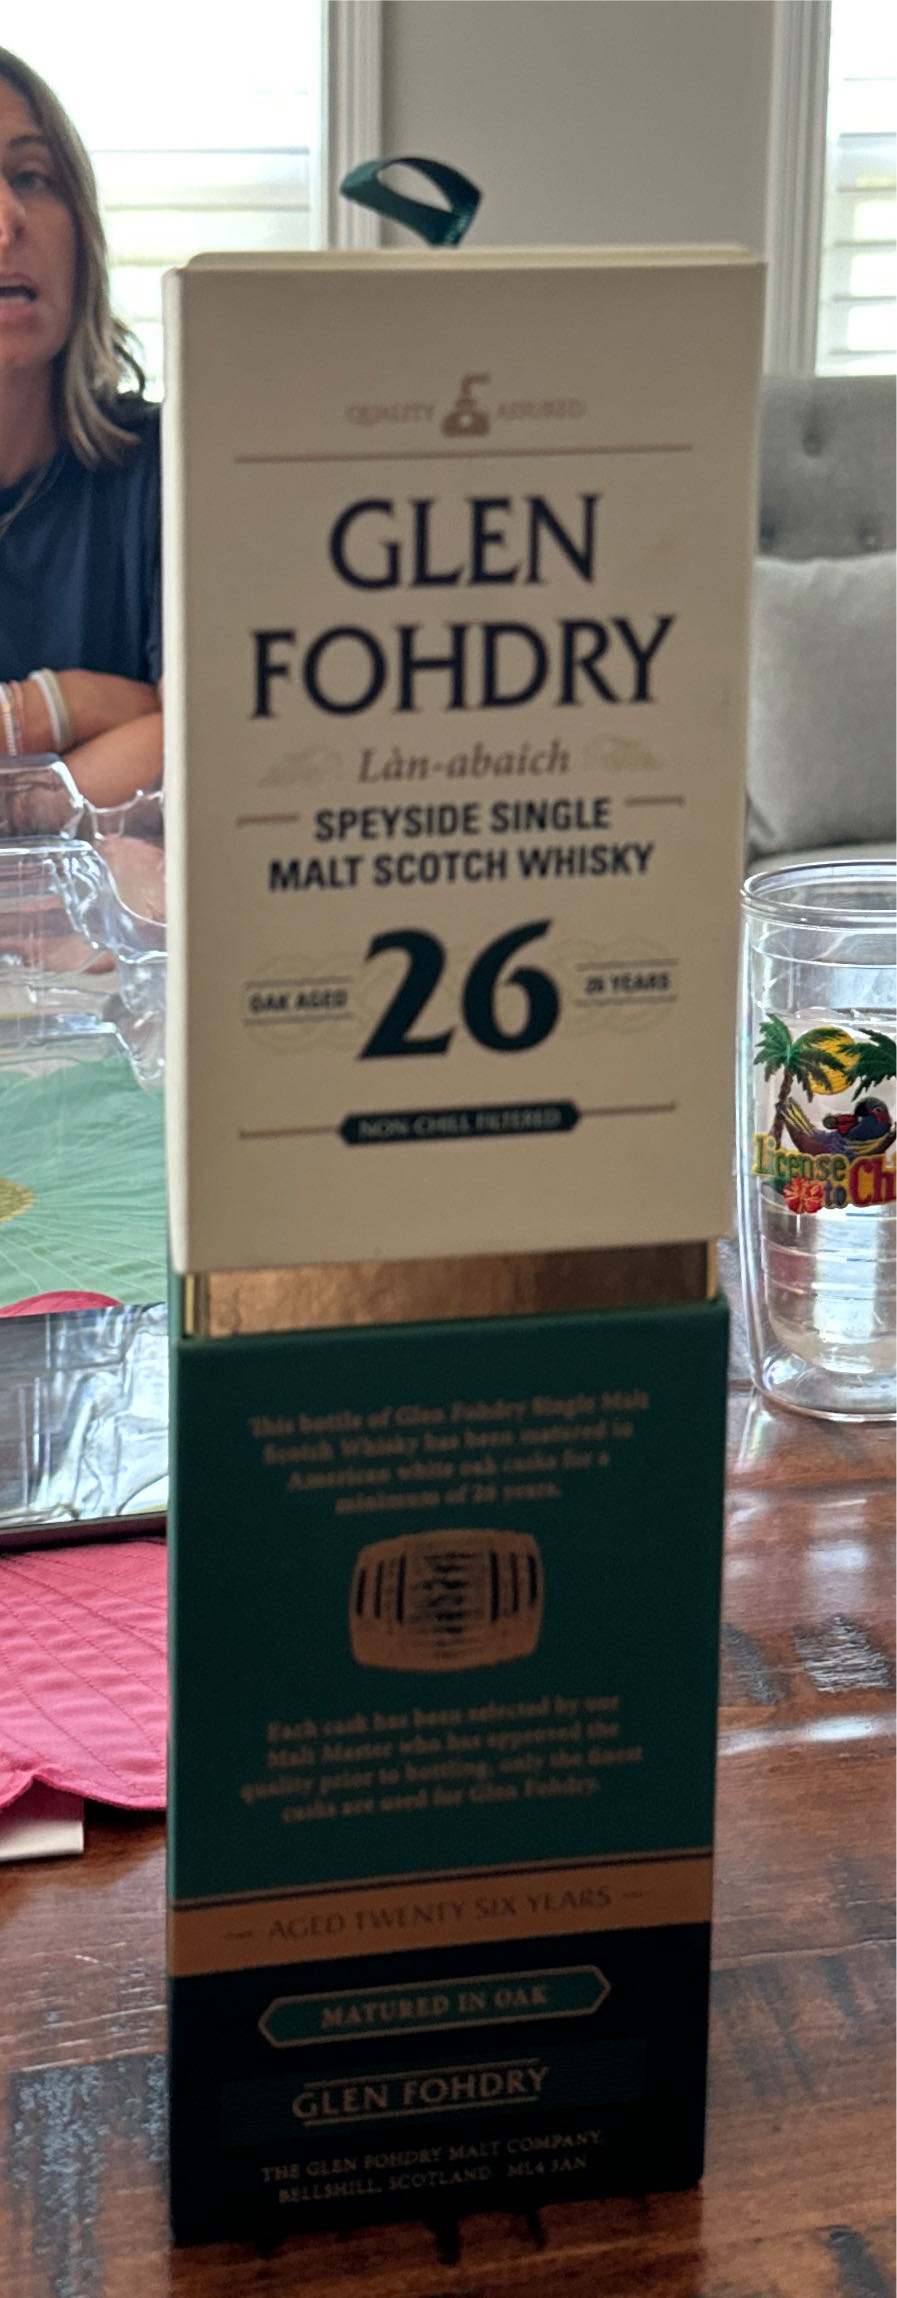 QUALITY ASSURED
GLEN
FOHDRY
Làn-abaich
SPEYSIDE SINGLE
MALT SCOTCH WHISKY
OAK AGED 26 26 YEARS
NON-CHILL FILTERED
License
to Ch
This bottle of Glen Fohdry Single Malt
Scotch Whisky has been matured in
American white oak casks for a
minimum of 26 years.
Each cask has been selected by our
Malt Master who has approved the
quality prior to bottling, only the finest
casks are used for Glen Fohdry.
AGED TWENTY SIX YEARS
MATURED IN OAK
GLEN FOHDRY
THE GLEN FOHDRY MALT COMPANY,
BELLSHILL, SCOTLAND ML4 3AN